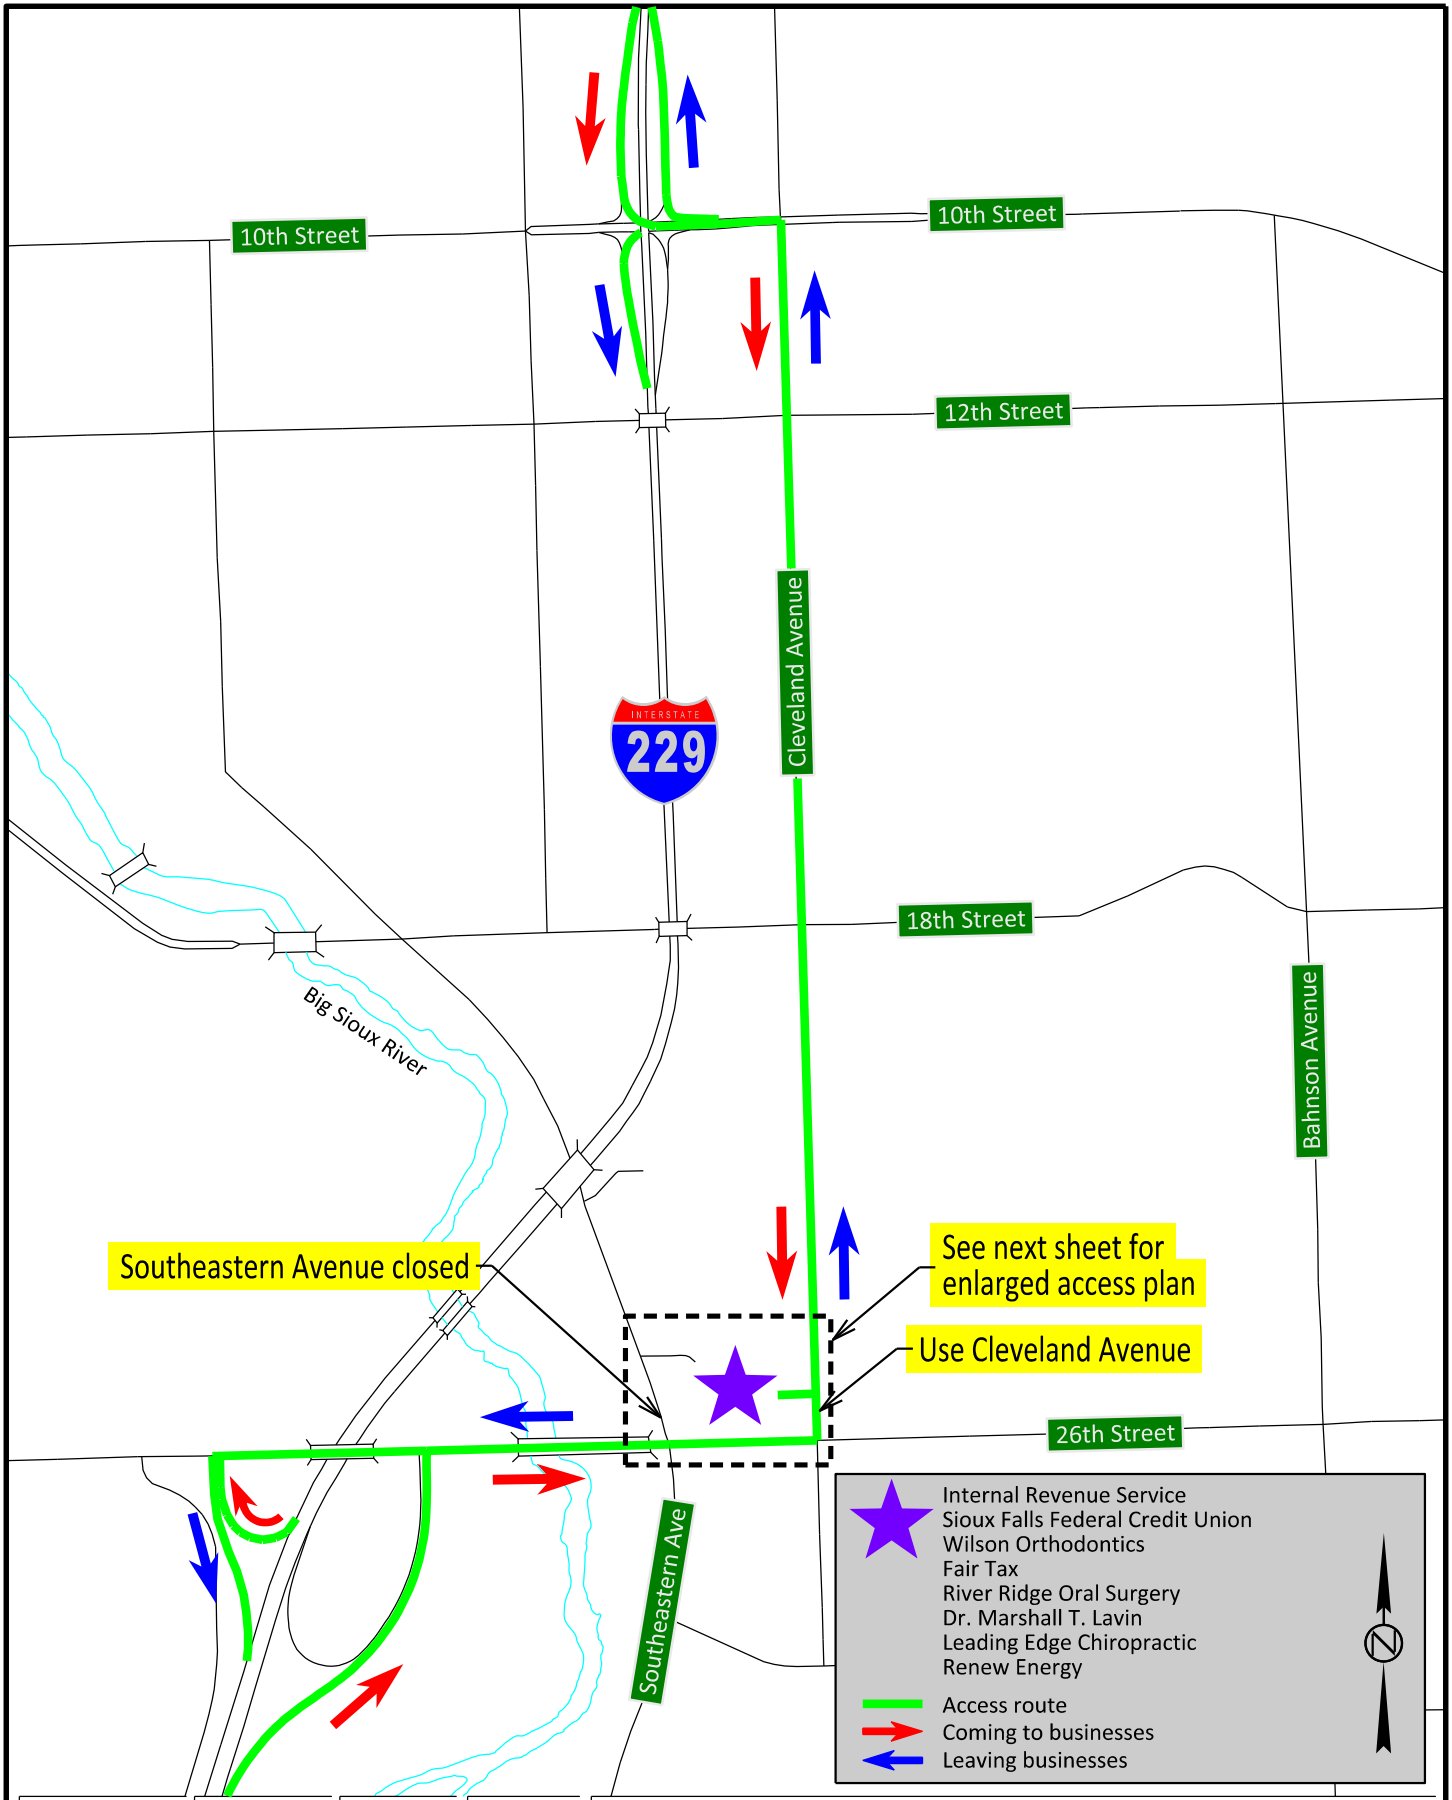 10th Street
10th Street
12th Street
Cleveland Avenue
INTERSTATE
229
18th Street
Big Sioux River
Bahnson Avenue
Southeastern Avenue closed
See next sheet for
enlarged access plan
Use Cleveland Avenue
26th Street
Southeastern Ave
Internal Revenue Service
Sioux Falls Federal Credit Union
Wilson Orthodontics
Fair Tax
River Ridge Oral Surgery
Dr. Marshall T. Lavin
Leading Edge Chiropractic
Renew Energy
N
Access route
Coming to businesses
Leaving businesses